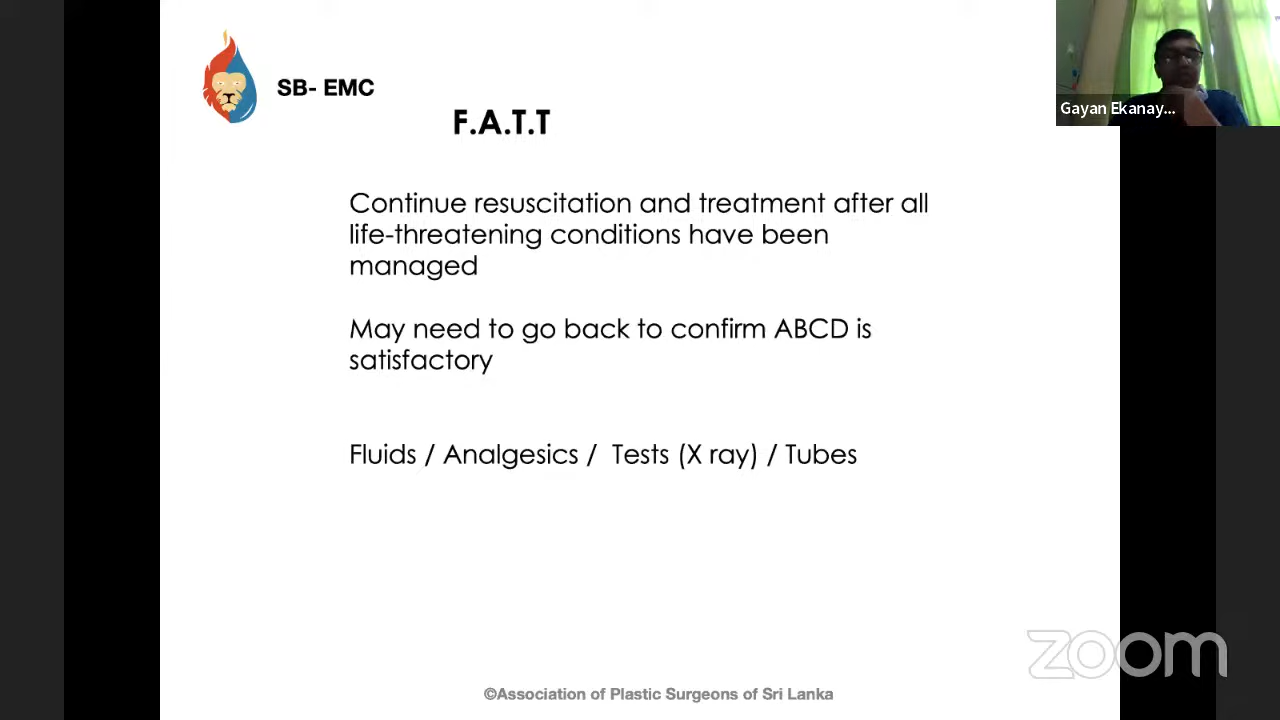 SB- EMC
F.A.T.T
Gayan Ekanay...
Continue resuscitation and treatment after all
life-threatening conditions have been
managed
May need to go back to confirm ABCD is
satisfactory
Fluids / Analgesics / Tests (X ray) / Tubes
zoom
©Association of Plastic Surgeons of Sri Lanka